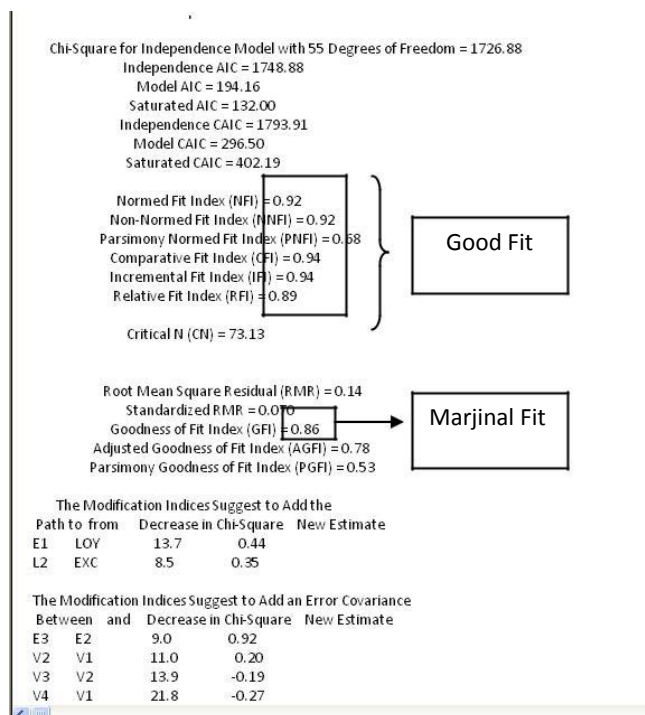 Chi-Square for Independence Model with 55 Degrees of Freedom = 1726.88
Independence AIC = 1748.88
Model AIC = 194.16
Saturated AIC = 132.00
Independence CAIC = 1793.91
Model CAIC = 296.50
Saturated CAIC = 402.19
Normed Fit Index (NFI) = 0.92
Non-Normed Fit Index (NNFI) = 0.92
Parsimony Normed Fit Index (PNFI) = 0.68
Comparative Fit Index (CFI) = 0.94
Incremental Fit Index (IFI) = 0.94
Relative Fit Index (RFI) = 0.89
Good Fit
Critical N (CN) = 73.13
Root Mean Square Residual (RMR) = 0.14
Standardized RMR = 0.070
Goodness of Fit Index (GFI) = 0.86
Marjinal Fit
Adjusted Goodness of Fit Index (AGFI) = 0.78
Parsimony Goodness of Fit Index (PGFI) = 0.53
The Modification Indices Suggest to Add the
Path to from Decrease in Chi-Square New Estimate
E1 LOY 13.7 0.44
L2 EXC 8.5 0.35
The Modification Indices Suggest to Add an Error Covariance
Between and Decrease in Chi-Square New Estimate
E3 E2 9.0 0.92
V2 V1 11.0 0.20
V3 V2 13.9 -0.19
V4 V1 21.8 -0.27